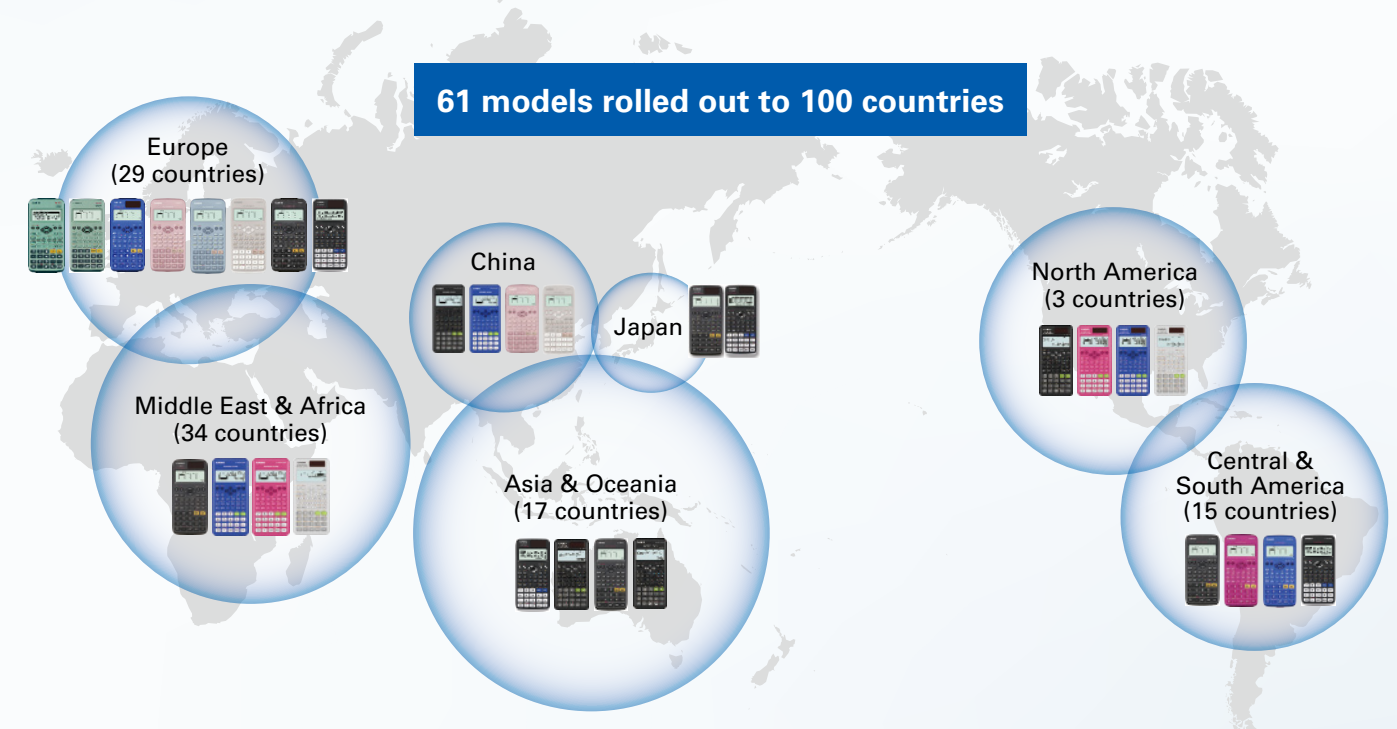 61 models rolled out to 100 countries
Europe
(29 countries)
China
Japan
North America
(3 countries)
Middle East & Africa
(34 countries)
Asia & Oceania
(17 countries)
Central &
South America
(15 countries)